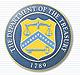 THE DEPARTMENT OF THE TREASURY
1789